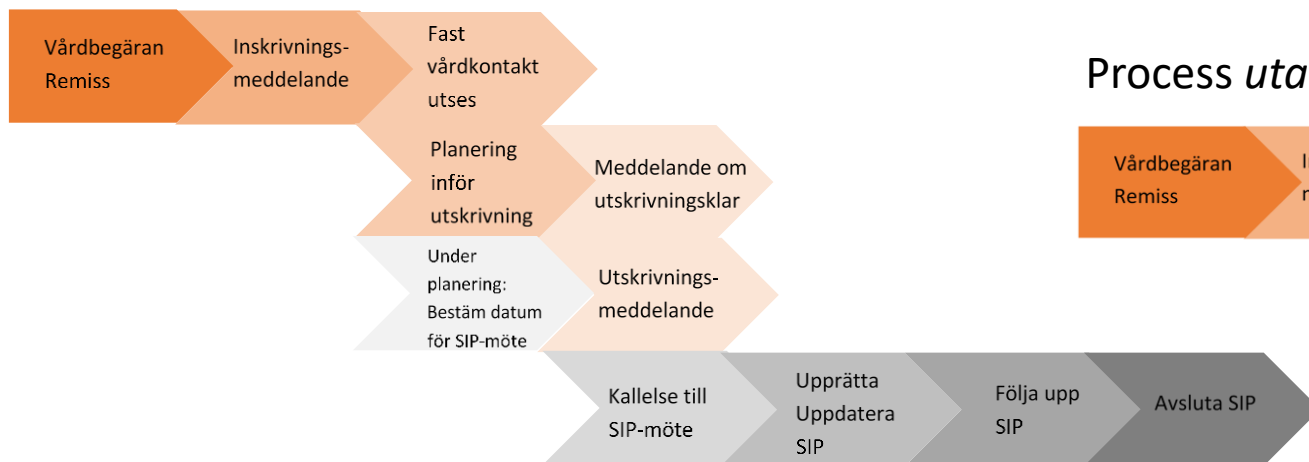 Vårdbegäran
Remiss
Inskrivnings-
meddelande
Fast
vårdkontakt
utses
Planering
inför
utskrivning
Meddelande om
utskrivningsklar
Under
planering:
Bestäm datum
för SIP-möte
Utskrivnings-
meddelande
Kallelse till
SIP-möte
Upprätta
Uppdatera
SIP
Följa upp
SIP
Avsluta SIP
Process
Vårdbegäran
Remiss